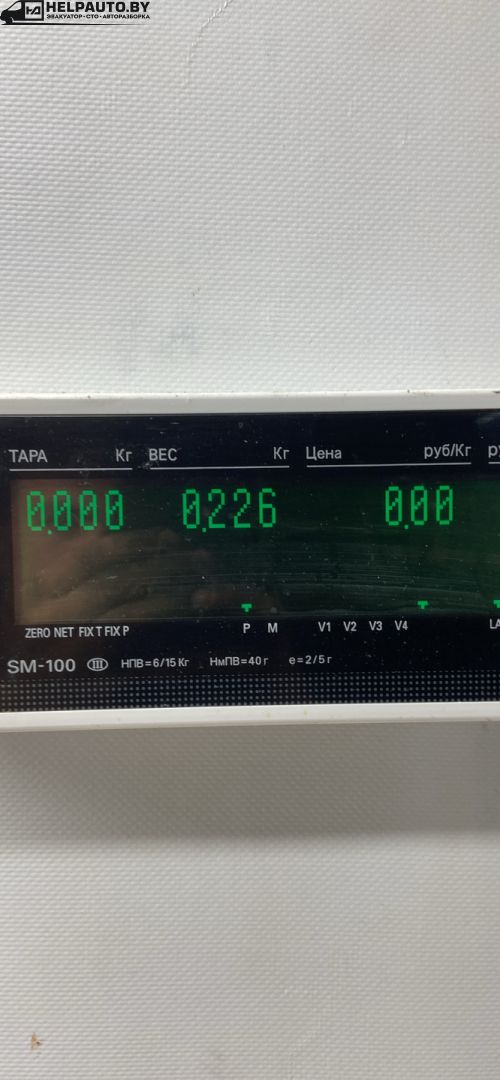 HELPAUTO.BY
ЭВАКУАТОР • СТО • АВТОРАЗБОРКА
ТАРА Кг ВЕС Кг Цена руб/Кг
0.000 0.226 0.00
ZERO NET FIX T FIX P P M V1 V2 V3 V4
SM-100 III НПВ=6/15 Кг НмПВ=40 г e=2/5 г